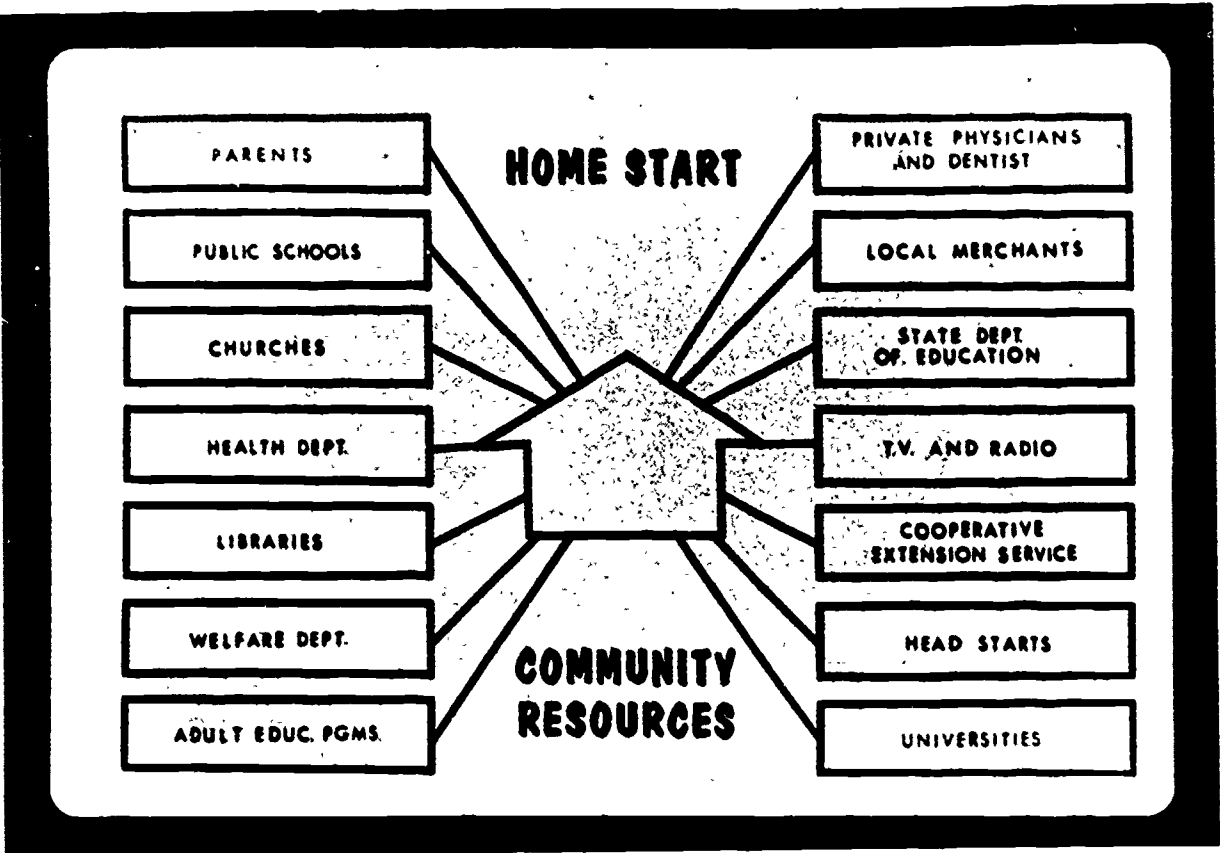 HOME START
PARENTS
PUBLIC SCHOOLS
CHURCHES
HEALTH DEPT.
LIBRARIES
WELFARE DEPT.
ADULT EDUC. PGMS.
PRIVATE PHYSICIANS
AND DENTIST
LOCAL MERCHANTS
STATE DEPT.
OF EDUCATION
T.V. AND RADIO
COOPERATIVE
EXTENSION SERVICE
HEAD STARTS
UNIVERSITIES
COMMUNITY
RESOURCES